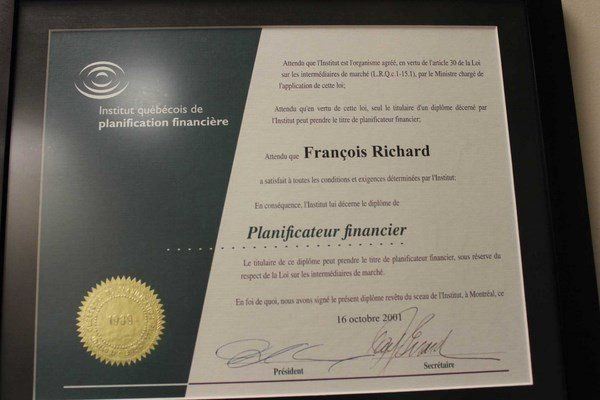 Institut québécois de
planification financière
Attendu que l'Institut est l'organisme agréé, en vertu de l'article 30 de la Loi
sur les intermédiaires de marché (L.R.Q.c.1-15.1), par le Ministre chargé de
l'application de cette loi;
Attendu qu'en vertu de cette loi, seul le titulaire d'un diplôme décerné par
l'Institut peut prendre le titre de planificateur financier;
Attendu que François Richard
a satisfait à toutes les conditions et exigences déterminées par l'Institut;
En conséquence, l'Institut lui décerne le diplôme de
Planificateur financier
Le titulaire de ce diplôme peut prendre le titre de planificateur financier, sous réserve du
respect de la Loi sur les intermédiaires de marché.
En foi de quoi, nous avons signé le présent diplôme revêtu du sceau de l'Institut, à Montréal, ce
16 octobre 2001
Président
Secrétaire